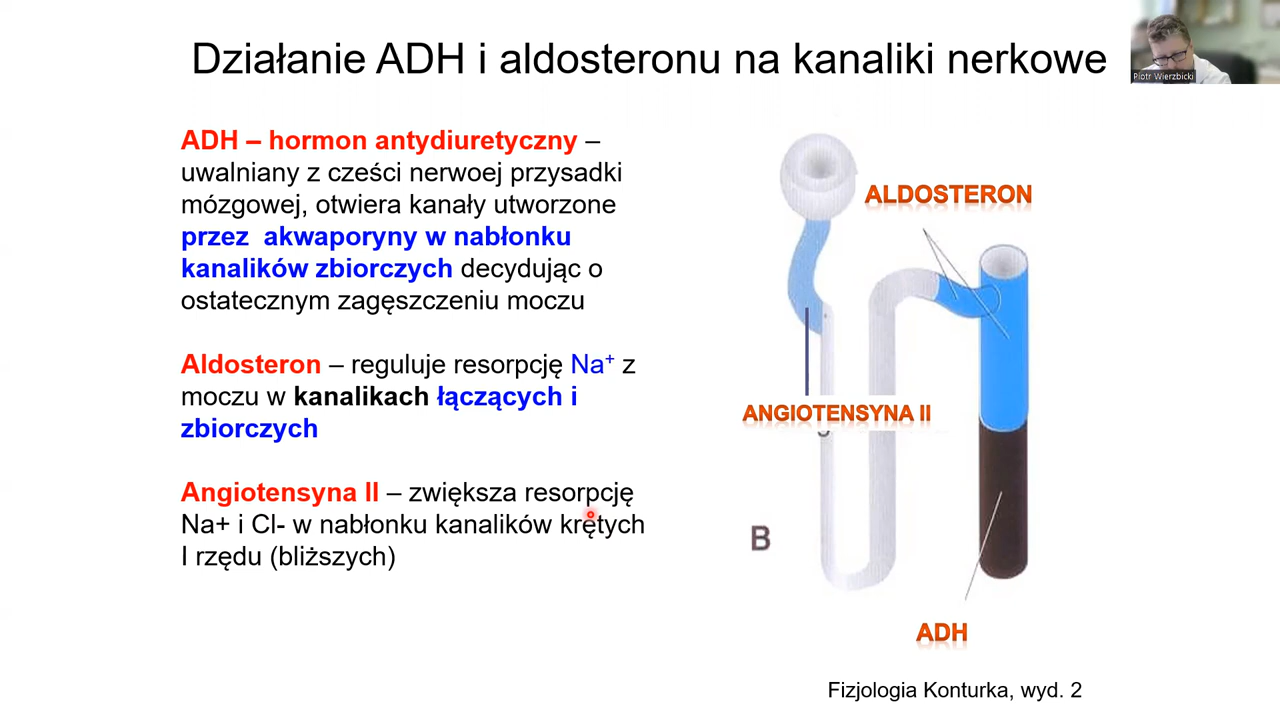 Działanie ADH i aldosteronu na kanaliki nerkowe
Piotr Wierzbicki
ADH – hormon antydiuretyczny –
uwalniany z cześci nerwoej przysadki
mózgowej, otwiera kanały utworzone
przez akwaporyny w nabłonku
kanalików zbiorczych decydując o
ostatecznym zagęszczeniu moczu
Aldosteron – reguluje resorpcję Na⁺ z
moczu w kanalikach łączących i
zbiorczych
Angiotensyna II – zwiększa resorpcję
Na+ i Cl- w nabłonku kanalików krętych
I rzędu (bliższych)
ALDOSTERON
ANGIOTENSYNA II
B
ADH
Fizjologia Konturka, wyd. 2